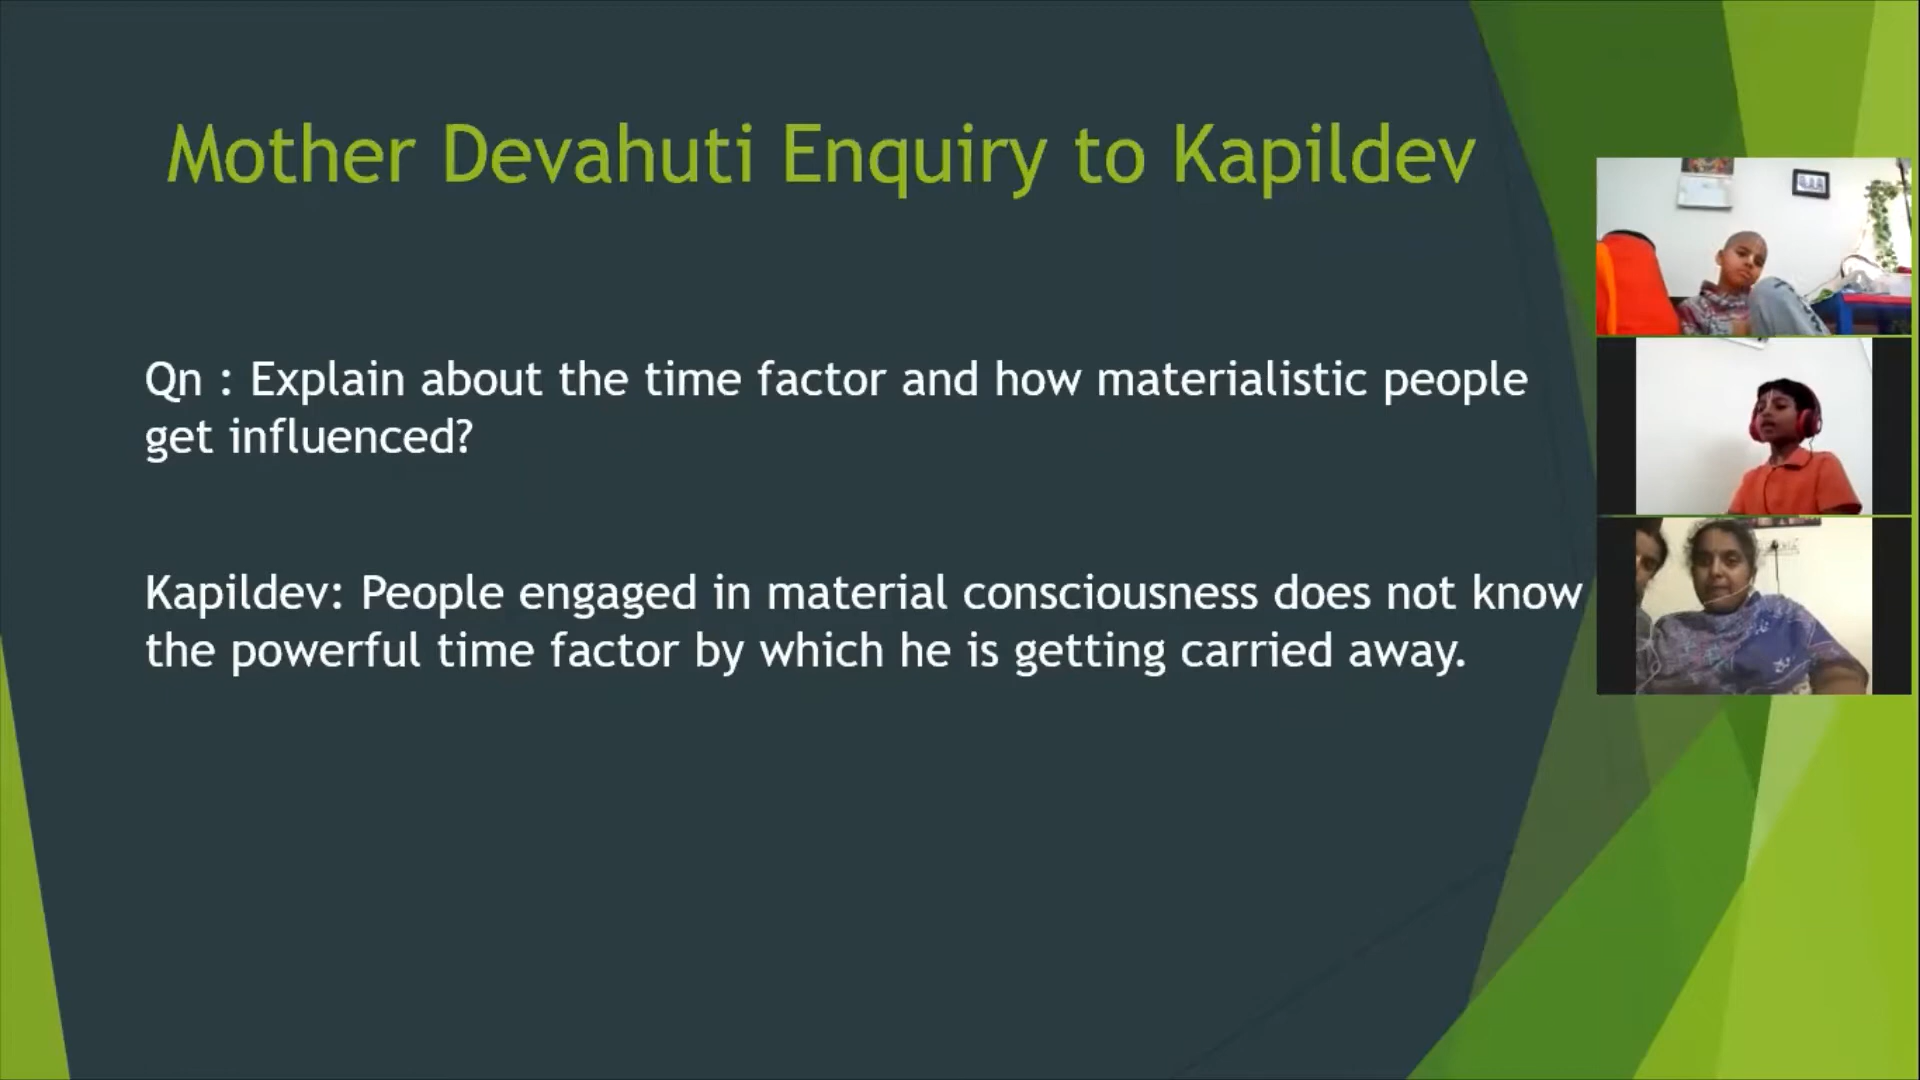 Mother Devahuti Enquiry to Kapildev
Qn : Explain about the time factor and how materialistic people
get influenced?
Kapildev: People engaged in material consciousness does not know
the powerful time factor by which he is getting carried away.